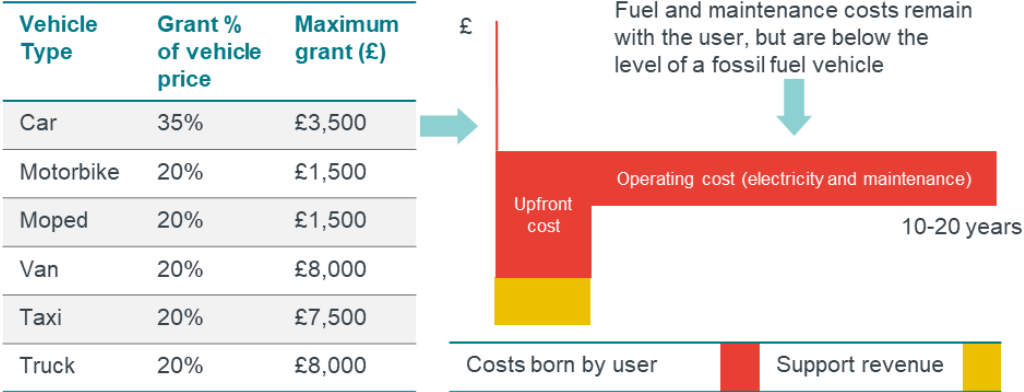 Vehicle Type Grant % of vehicle price Maximum grant (£)
Car 35% £3,500
Motorbike 20% £1,500
Moped 20% £1,500
Van 20% £8,000
Taxi 20% £7,500
Truck 20% £8,000
£
Fuel and maintenance costs remain
with the user, but are below the
level of a fossil fuel vehicle
Upfront
cost
Operating cost (electricity and maintenance)
10-20 years
Costs born by user
Support revenue